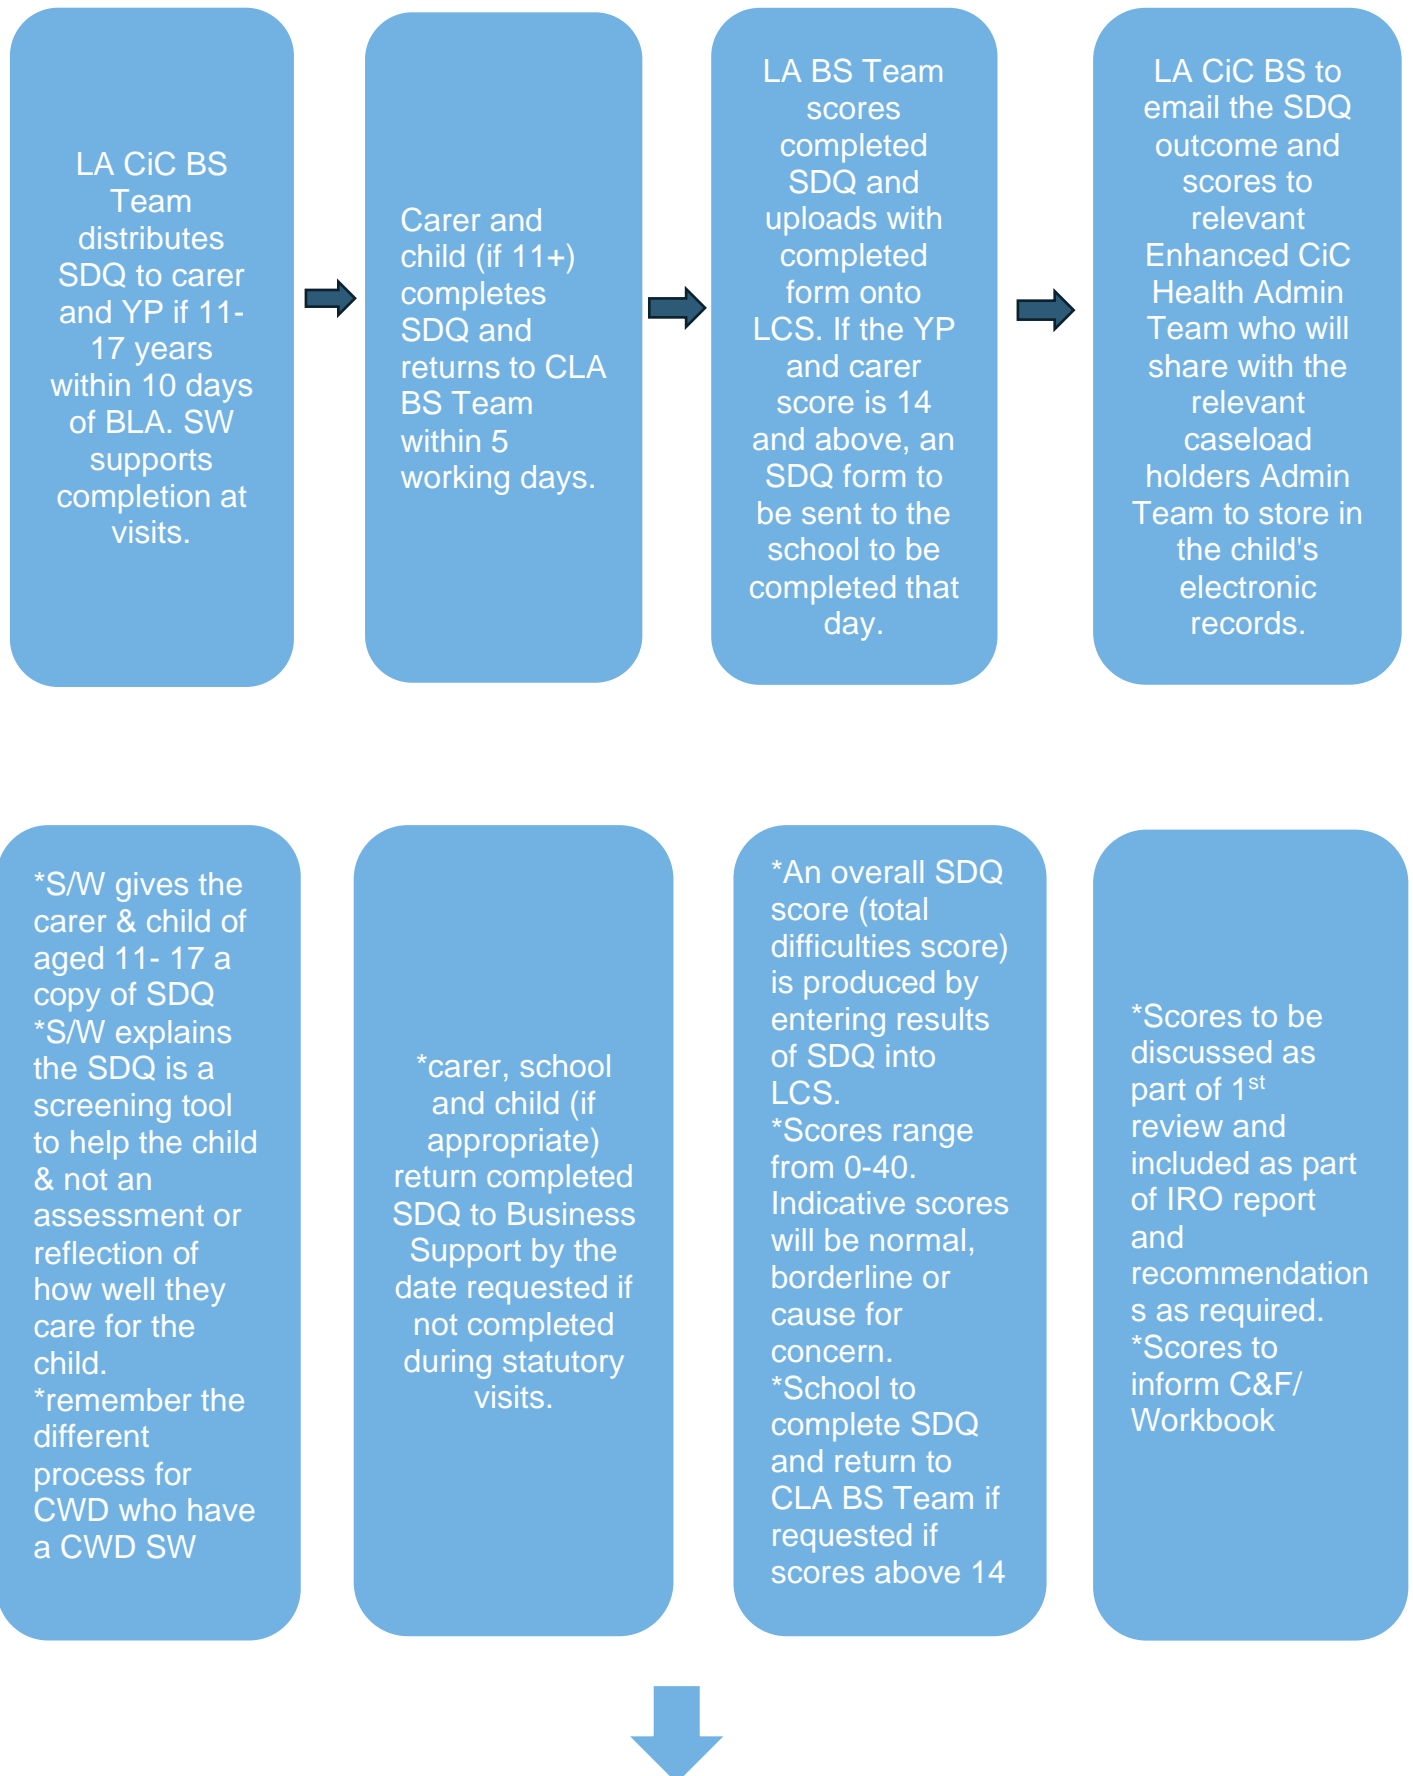 LA CiC BS
Team
distributes
SDQ to carer
and YP if 11-
17 years
within 10 days
of BLA. SW
supports
completion at
visits.
Carer and
child (if 11+)
completes
SDQ and
returns to CLA
BS Team
within 5
working days.
LA BS Team
scores
completed
SDQ and
uploads with
completed
form onto
LCS. If the YP
and carer
score is 14
and above, an
SDQ form to
be sent to the
school to be
completed that
day.
LA CiC BS to
email the SDQ
outcome and
scores to
relevant
Enhanced CiC
Health Admin
Team who will
share with the
relevant
caseload
holders Admin
Team to store in
the child's
electronic
records.
*S/W gives the
carer & child of
aged 11- 17 a
copy of SDQ
*S/W explains
the SDQ is a
screening tool
to help the child
& not an
assessment or
reflection of
how well they
care for the
child.
*remember the
different
process for
CWD who have
a CWD SW
*carer, school
and child (if
appropriate)
return completed
SDQ to Business
Support by the
date requested if
not completed
during statutory
visits.
*An overall SDQ
score (total
difficulties score)
is produced by
entering results
of SDQ into
LCS.
*Scores range
from 0-40.
Indicative scores
will be normal,
borderline or
cause for
concern.
*School to
complete SDQ
and return to
CLA BS Team if
requested if
scores above 14
*Scores to be
discussed as
part of 1st
review and
included as part
of IRO report
and
recommendation
s as required.
*Scores to
inform C&F/
Workbook